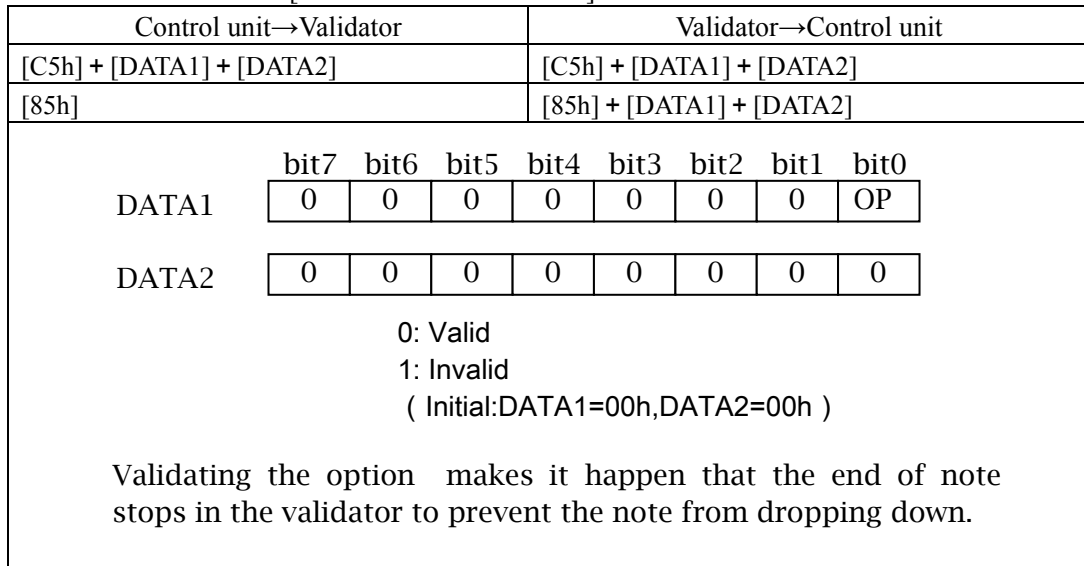 Control unit→Validator Validator→Control unit
[C5h] + [DATA1] + [DATA2] [C5h] + [DATA1] + [DATA2]
[85h] [85h] + [DATA1] + [DATA2]
bit7 bit6 bit5 bit4 bit3 bit2 bit1 bit0
DATA1 0 0 0 0 0 0 0 OP
DATA2 0 0 0 0 0 0 0 0
0: Valid
1: Invalid
( Initial:DATA1=00h,DATA2=00h )
Validating the option makes it happen that the end of note
stops in the validator to prevent the note from dropping down.